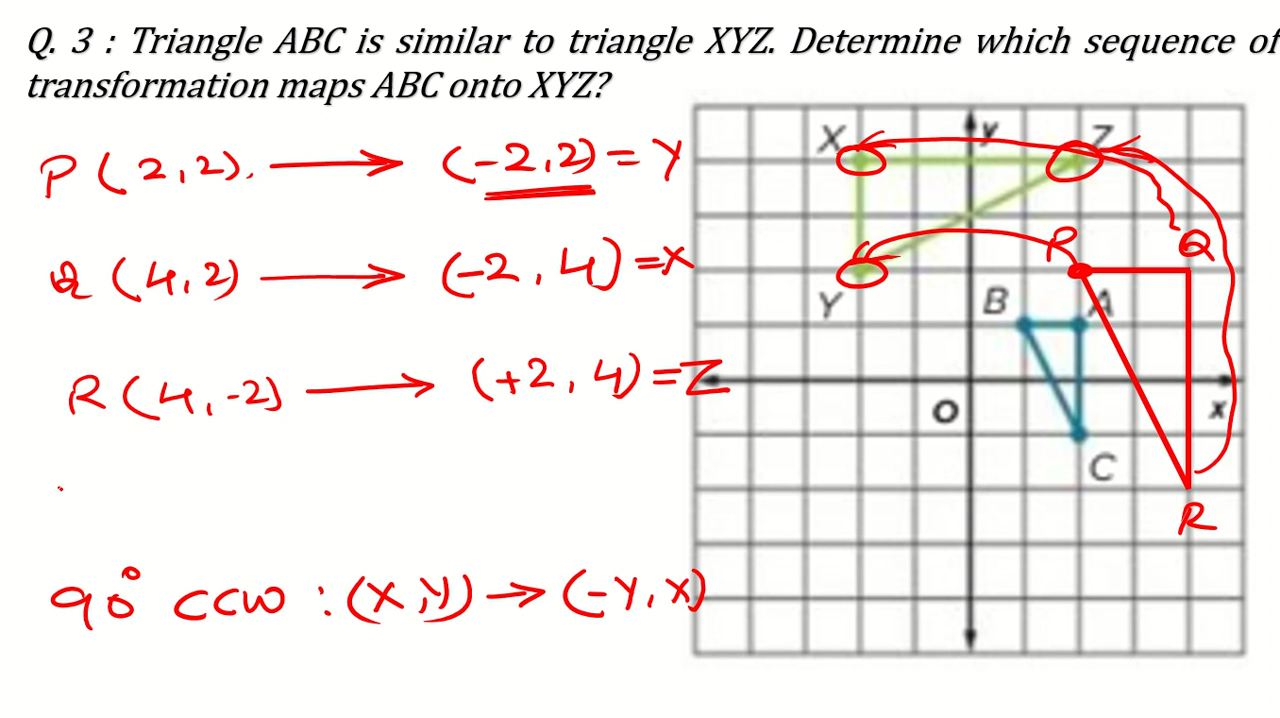 Q. 3 : Triangle ABC is similar to triangle XYZ. Determine which sequence of
transformation maps ABC onto XYZ?
P(2,2). → (-2,2) = Y
Q (4,2) → (-2,4) = X
R(4,-2) → (+2,4) = Z
90° CCW : (X,Y) → (-Y,X)
X
y
Z
P
Q
Y
B
A
O
x
C
R